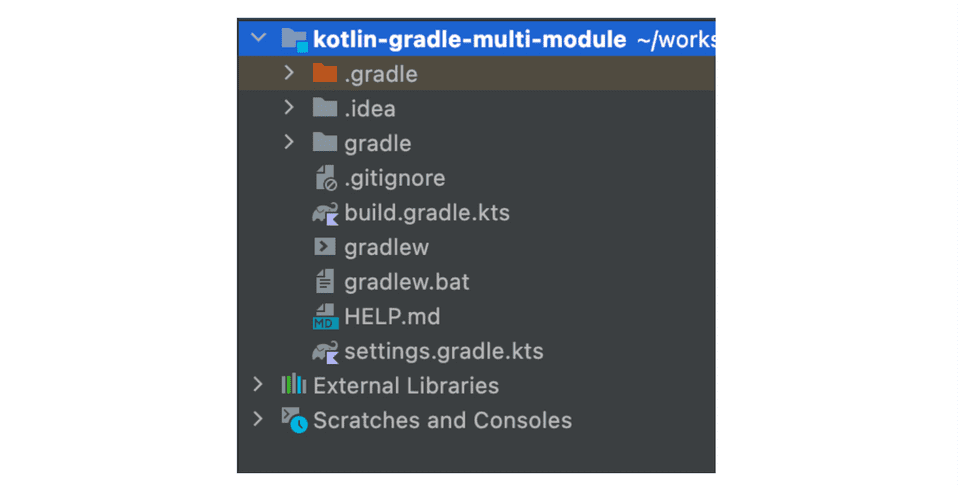 kotlin-gradle-multi-module ~/works
.gradle
.idea
gradle
.gitignore
build.gradle.kts
gradlew
gradlew.bat
MD HELP.md
settings.gradle.kts
External Libraries
Scratches and Consoles